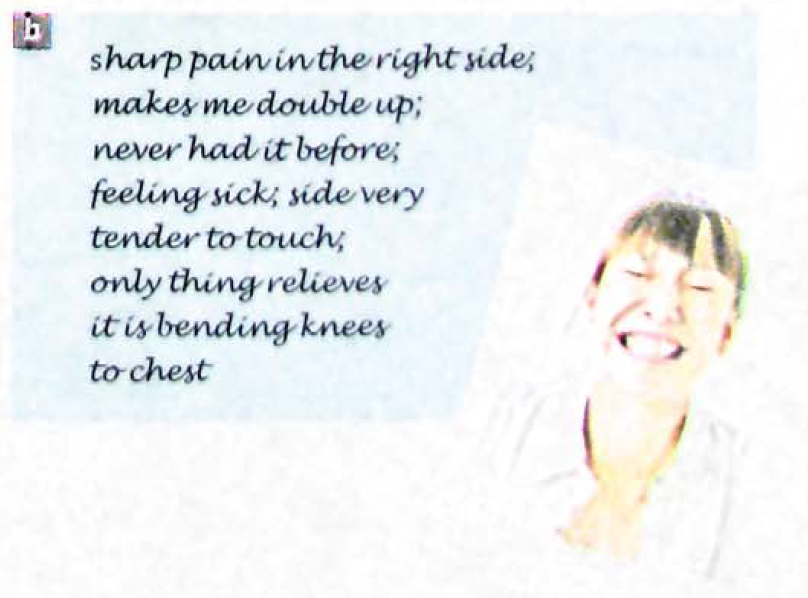 b
sharp pain in the right side;
makes me double up;
never had it before;
feeling sick; side very
tender to touch;
only thing relieves
it is bending knees
to chest